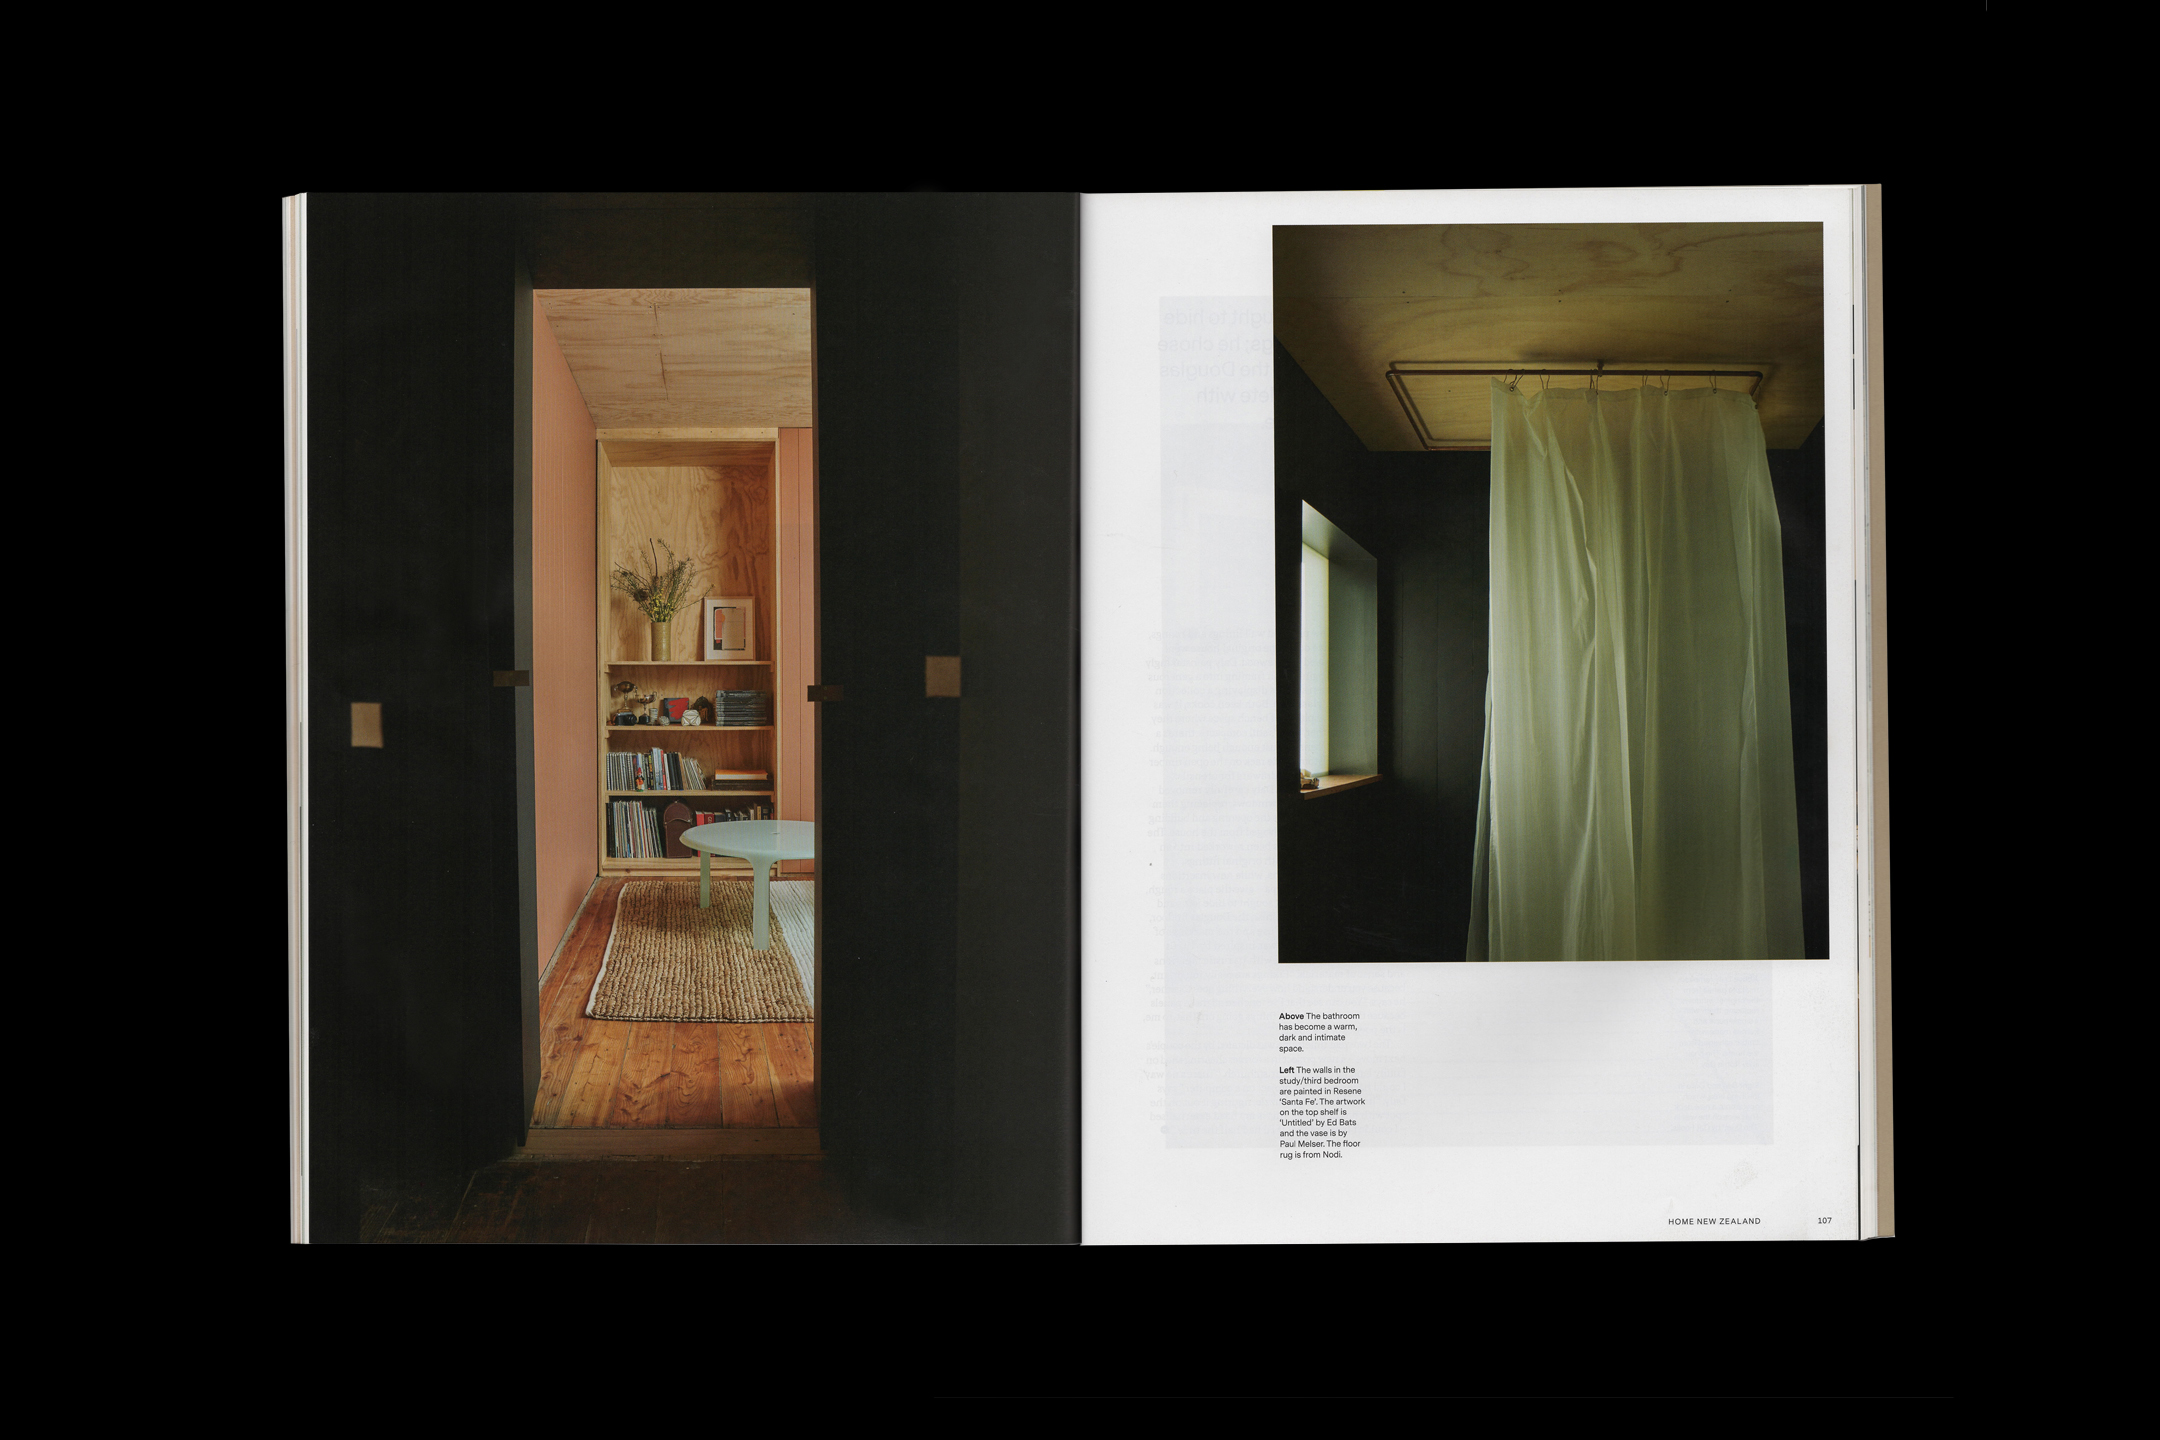 Above The bathroom
has become a warm,
dark and intimate
space.
Left The walls in the
study/third bedroom
are painted in Resene
‘Santa Fe’. The artwork
on the top shelf is
‘Untitled’ by Ed Bats
and the vase is by
Paul Melser. The floor
rug is from Nodi.
HOME NEW ZEALAND 107